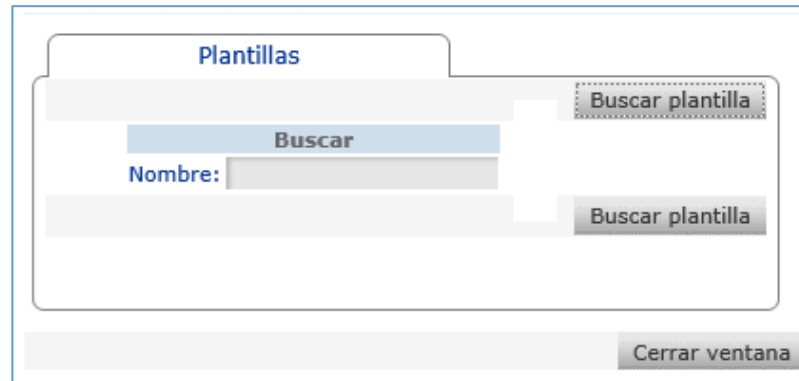 Plantillas
Buscar plantilla
Buscar
Nombre:
Buscar plantilla
Cerrar ventana